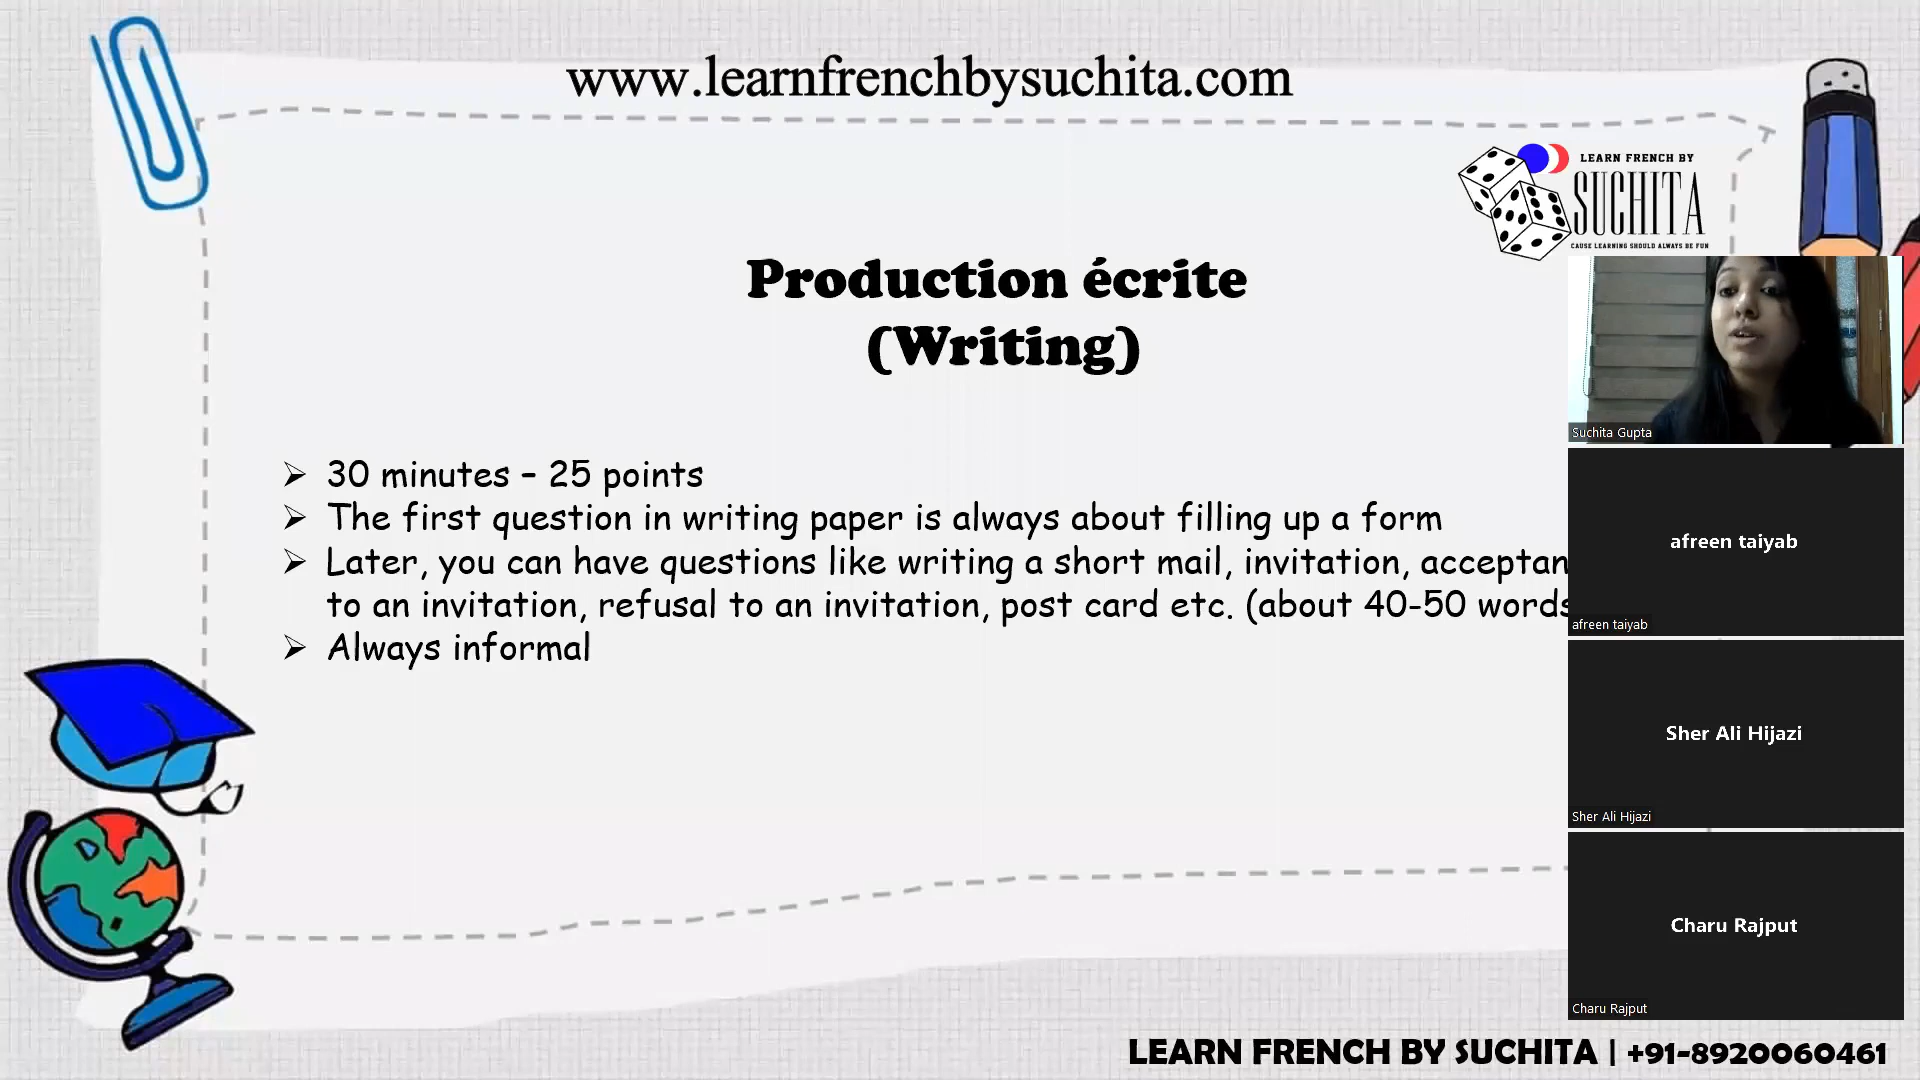 www.learnfrenchbysuchita.com
LEARN FRENCH BY
SUCHITA
CAUSE LEARNING SHOULD ALWAYS BE FUN
Production écrite
(Writing)
30 minutes – 25 points
The first question in writing paper is always about filling up a form
Later, you can have questions like writing a short mail, invitation, acceptan
to an invitation, refusal to an invitation, post card etc. (about 40-50 words
Always informal
Suchita Gupta
afreen taiyab
afreen taiyab
Sher Ali Hijazi
Sher Ali Hijazi
Charu Rajput
Charu Rajput
LEARN FRENCH BY SUCHITA | +91-8920060461